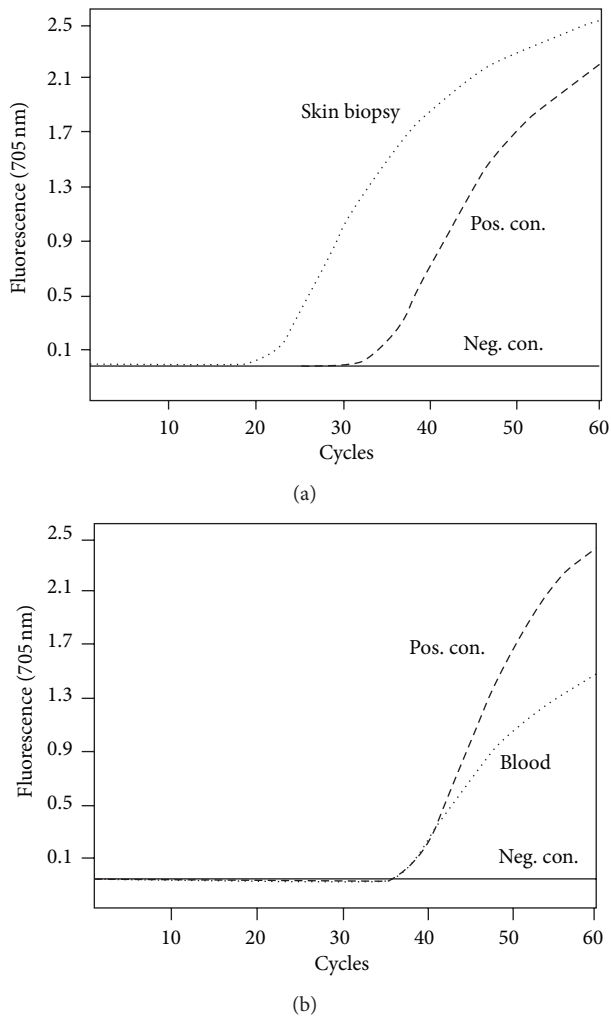 2.5
2.1
1.7
1.3
0.9
0.5
0.1
Fluorescence (705 nm)
Skin biopsy
Pos. con.
Neg. con.
10 20 30 40 50 60
Cycles
(a)
2.5
2.1
1.7
1.3
0.9
0.5
0.1
Fluorescence (705 nm)
Pos. con.
Blood
Neg. con.
10 20 30 40 50 60
Cycles
(b)